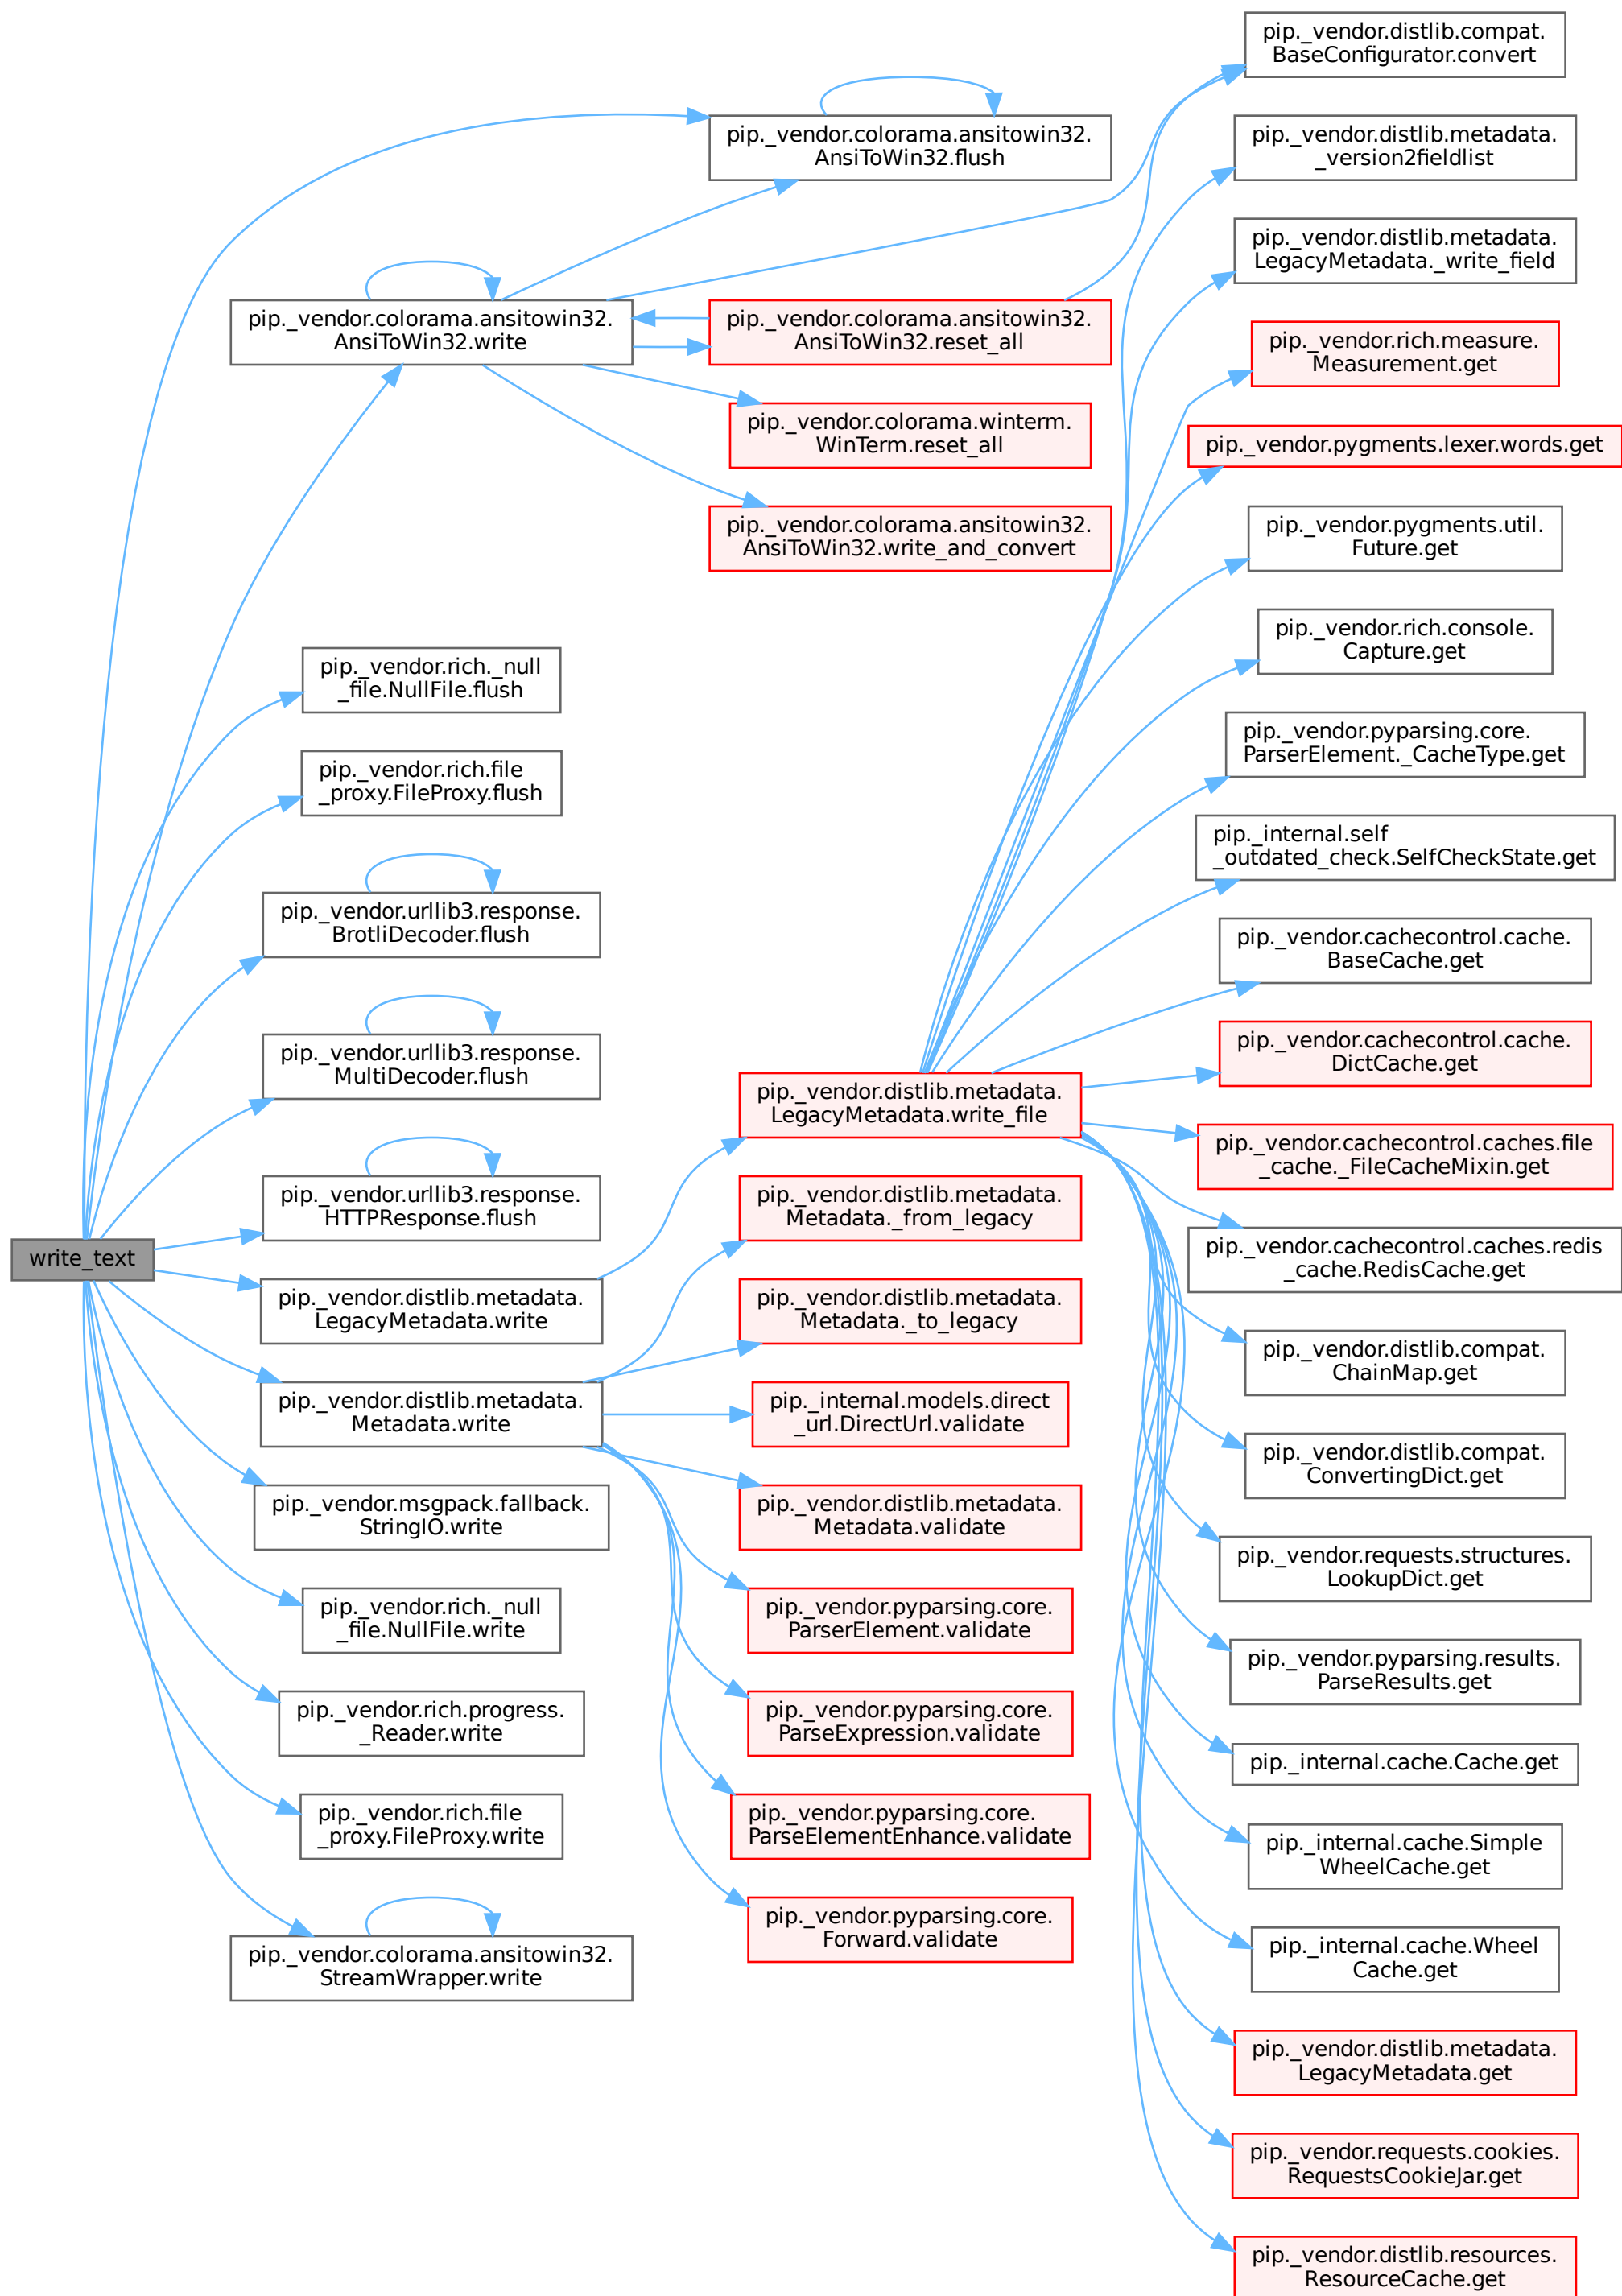 write_text
pip._vendor.colorama.ansitowin32.
AnsiToWin32.write
pip._vendor.rich._null
_file.NullFile.flush
pip._vendor.rich.file
_proxy.FileProxy.flush
pip._vendor.urllib3.response.
BrotliDecoder.flush
pip._vendor.urllib3.response.
MultiDecoder.flush
pip._vendor.urllib3.response.
HTTPResponse.flush
pip._vendor.distlib.metadata.
LegacyMetadata.write
pip._vendor.distlib.metadata.
Metadata.write
pip._vendor.msgpack.fallback.
StringIO.write
pip._vendor.rich._null
_file.NullFile.write
pip._vendor.rich.progress.
_Reader.write
pip._vendor.rich.file
_proxy.FileProxy.write
pip._vendor.colorama.ansitowin32.
StreamWrapper.write
pip._vendor.colorama.ansitowin32.
AnsiToWin32.flush
pip._vendor.colorama.ansitowin32.
AnsiToWin32.reset_all
pip._vendor.colorama.winterm.
WinTerm.reset_all
pip._vendor.colorama.ansitowin32.
AnsiToWin32.write_and_convert
pip._vendor.distlib.metadata.
LegacyMetadata.write_file
pip._vendor.distlib.metadata.
Metadata._from_legacy
pip._vendor.distlib.metadata.
Metadata._to_legacy
pip._internal.models.direct
_url.DirectUrl.validate
pip._vendor.distlib.metadata.
Metadata.validate
pip._vendor.pyparsing.core.
ParserElement.validate
pip._vendor.pyparsing.core.
ParseExpression.validate
pip._vendor.pyparsing.core.
ParseElementEnhance.validate
pip._vendor.pyparsing.core.
Forward.validate
pip._vendor.distlib.compat.
BaseConfigurator.convert
pip._vendor.distlib.metadata.
_version2fieldlist
pip._vendor.distlib.metadata.
LegacyMetadata._write_field
pip._vendor.rich.measure.
Measurement.get
pip._vendor.pygments.lexer.words.get
pip._vendor.pygments.util.
Future.get
pip._vendor.rich.console.
Capture.get
pip._vendor.pyparsing.core.
ParserElement._CacheType.get
pip._internal.self
_outdated_check.SelfCheckState.get
pip._vendor.cachecontrol.cache.
BaseCache.get
pip._vendor.cachecontrol.cache.
DictCache.get
pip._vendor.cachecontrol.caches.file
_cache._FileCacheMixin.get
pip._vendor.cachecontrol.caches.redis
_cache.RedisCache.get
pip._vendor.distlib.compat.
ChainMap.get
pip._vendor.distlib.compat.
ConvertingDict.get
pip._vendor.requests.structures.
LookupDict.get
pip._vendor.pyparsing.results.
ParseResults.get
pip._internal.cache.Cache.get
pip._internal.cache.Simple
WheelCache.get
pip._internal.cache.Wheel
Cache.get
pip._vendor.distlib.metadata.
LegacyMetadata.get
pip._vendor.requests.cookies.
RequestsCookieJar.get
pip._vendor.distlib.resources.
ResourceCache.get